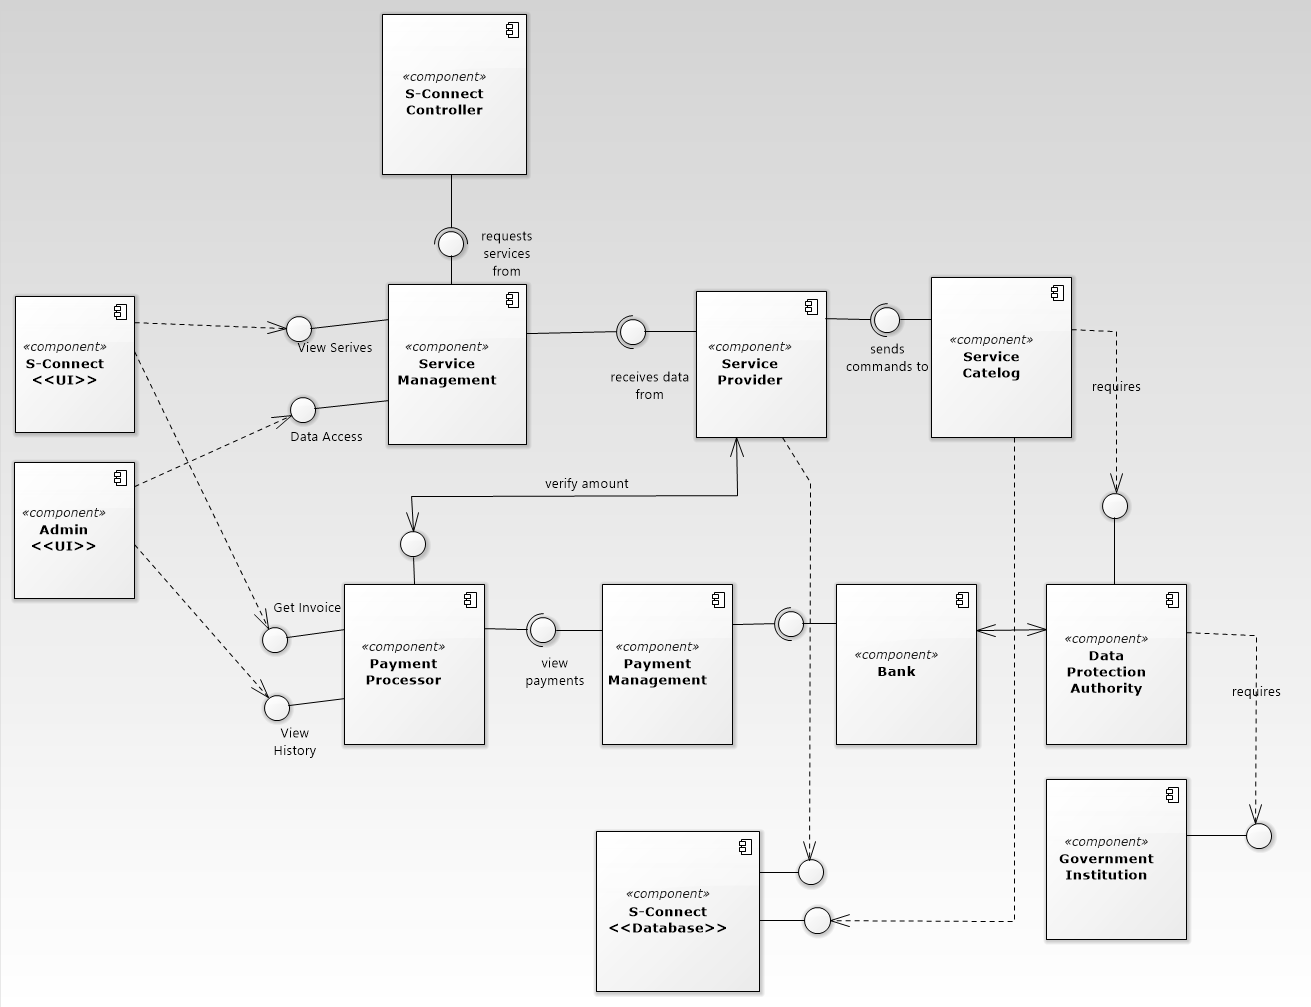 «component»
S-Connect
Controller
requests
services
from
«component»
S-Connect
<<UI>>
View Serives
«component»
Service
Management
Data Access
receives data
from
«component»
Service
Provider
sends
commands to
«component»
Service
Catelog
requires
«component»
Admin
<<UI>>
verify amount
Get Invoice
View
History
«component»
Payment
Processor
view
payments
«component»
Payment
Management
«component»
Bank
«component»
Data
Protection
Authority
requires
«component»
S-Connect
<<Database>>
«component»
Government
Institution